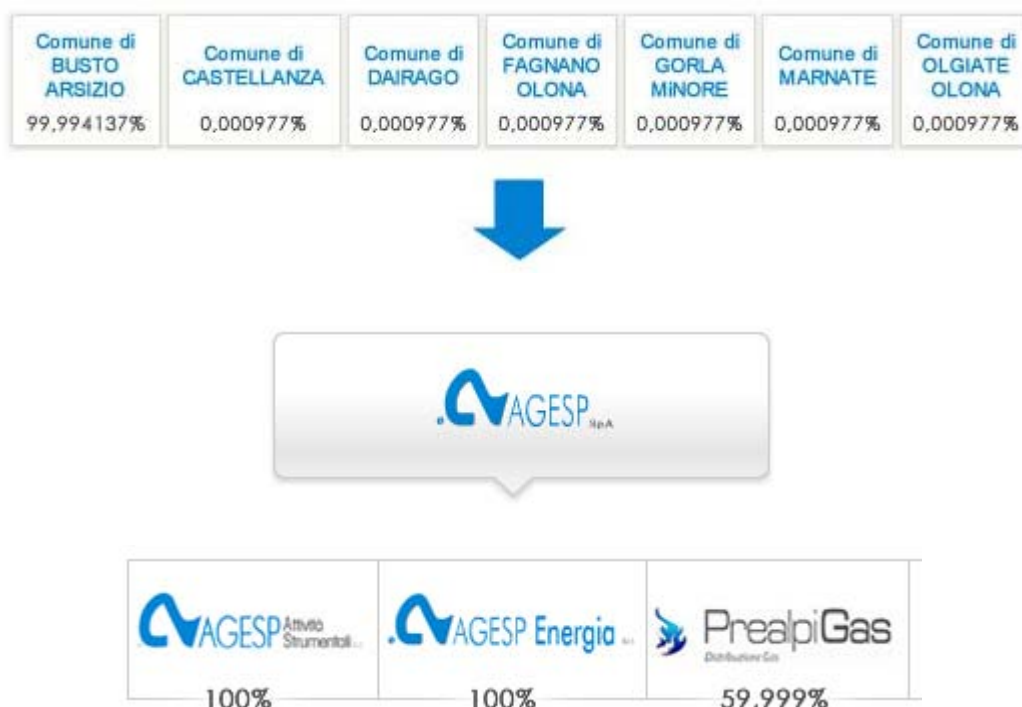 Comune di
BUSTO
ARSIZIO
99,994137%
Comune di
CASTELLANZA
0,000977%
Comune di
DAIRAGO
0,000977%
Comune di
FAGNANO
OLONA
0,000977%
Comune di
GORLA
MiNORE
0,000977%
Comune di
MARNATE
0,000977%
Comune di
OLGIATE
OLONA
0,000977%
AGESP SpA
AGESP Attività
Strumentali
100%
AGESP Energia
100%
PrealpiGas
Distribuzione Gas
59,999%